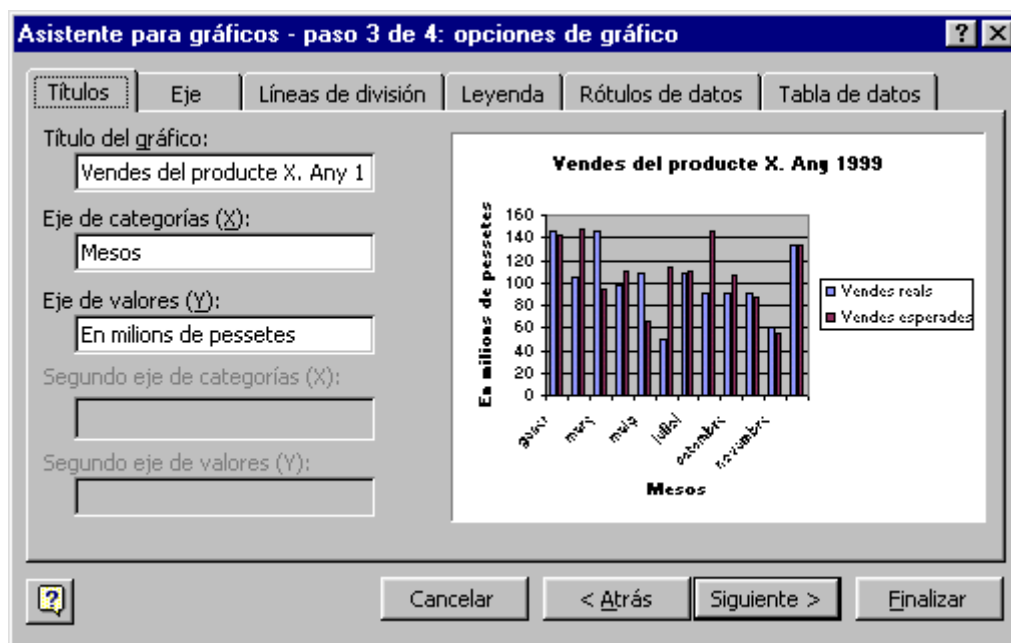 Asistente para gráficos - paso 3 de 4: opciones de gráfico
Títulos
Eje
Líneas de división
Leyenda
Rótulos de datos
Tabla de datos
Título del gráfico:
Vendes del producte X. Any 1
Eje de categorías (X):
Mesos
Eje de valores (Y):
En milions de pessetes
Segundo eje de categorías (X):
Segundo eje de valores (Y):
Vendes del producte X. Any 1999
En milions de pessetes
160
140
120
100
80
60
40
20
0
gener
març
maig
juliol
setembre
novembre
Mesos
Vendes reals
Vendes esperades
Cancelar
< Atrás
Siguiente >
Finalizar